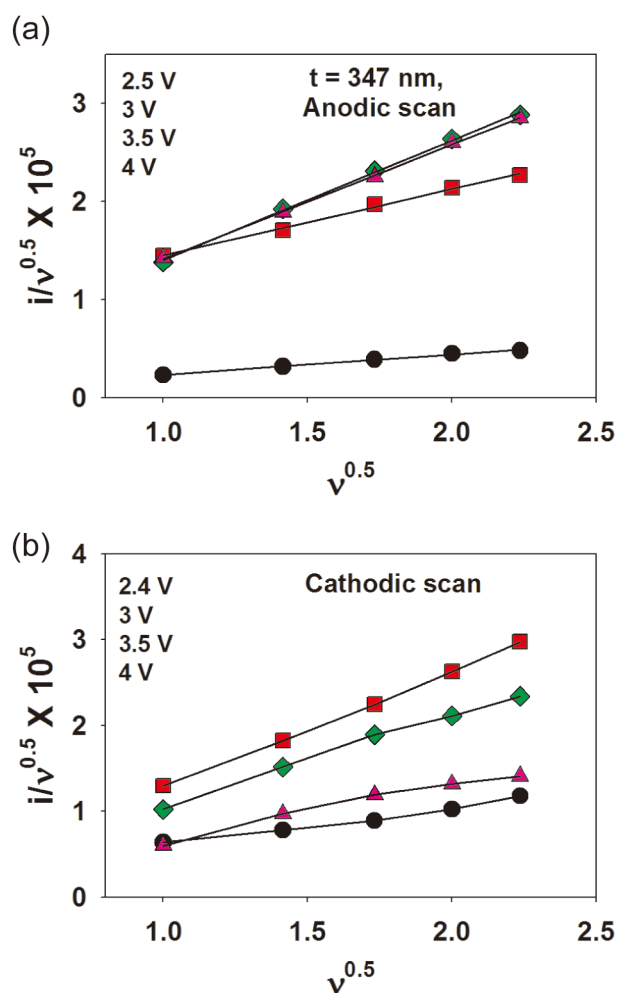 (a)
2.5 V
3 V
3.5 V
4 V
t = 347 nm,
Anodic scan
i/ν^0.5 X 10^5
3
2
1
0
1.0 1.5 2.0 2.5
ν^0.5
(b)
2.4 V
3 V
3.5 V
4 V
Cathodic scan
i/ν^0.5 X 10^5
4
3
2
1
0
1.0 1.5 2.0 2.5
ν^0.5